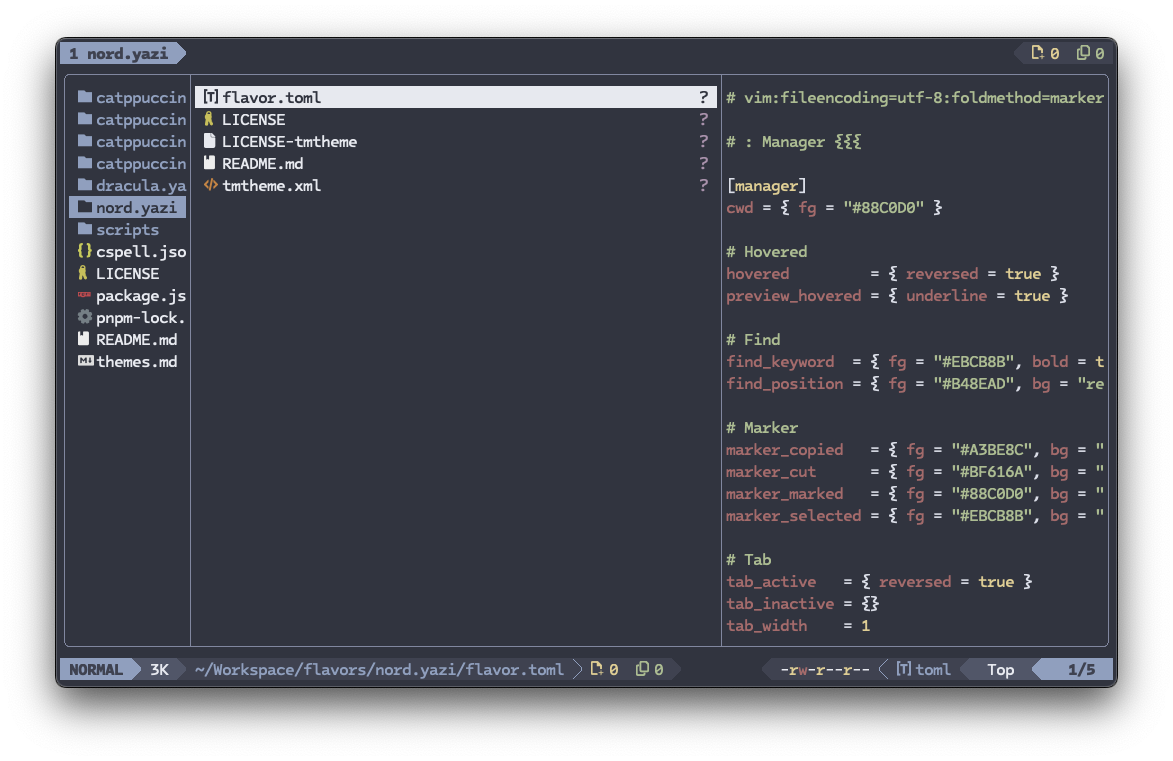 1 nord.yazi
0 0
catppuccin
catppuccin
catppuccin
catppuccin
dracula.ya
nord.yazi
scripts
{} cspell.jso
LICENSE
package.js
pnpm-lock.
README.md
M↓ themes.md
[T] flavor.toml ?
LICENSE ?
LICENSE-tmtheme ?
README.md ?
</> tmtheme.xml ?
# vim:fileencoding=utf-8:foldmethod=marker
# : Manager {{{
[manager]
cwd = { fg = "#88C0D0" }
# Hovered
hovered         = { reversed = true }
preview_hovered = { underline = true }
# Find
find_keyword  = { fg = "#EBCB8B", bold = t
find_position = { fg = "#B48EAD", bg = "re
# Marker
marker_copied   = { fg = "#A3BE8C", bg = "
marker_cut      = { fg = "#BF616A", bg = "
marker_marked   = { fg = "#88C0D0", bg = "
marker_selected = { fg = "#EBCB8B", bg = "
# Tab
tab_active   = { reversed = true }
tab_inactive = {}
tab_width    = 1
NORMAL 3K ~/Workspace/flavors/nord.yazi/flavor.toml 0 0 -rw-r--r-- [T] toml Top 1/5